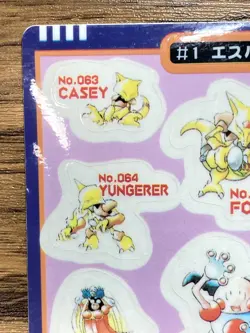 #1 エスパ
No.063
CASEY
No.064
YUNGERER
No.
FO